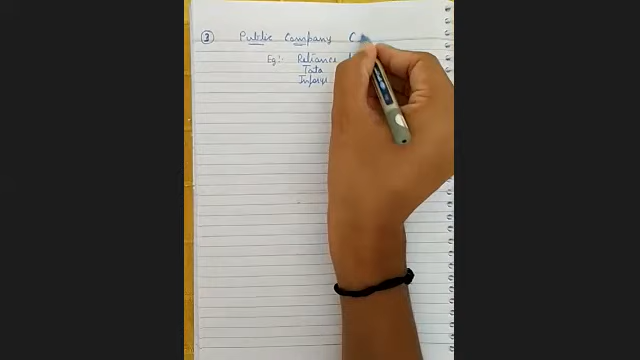 ③ Public Company C
Eg:- Reliance
Tata
Infosys